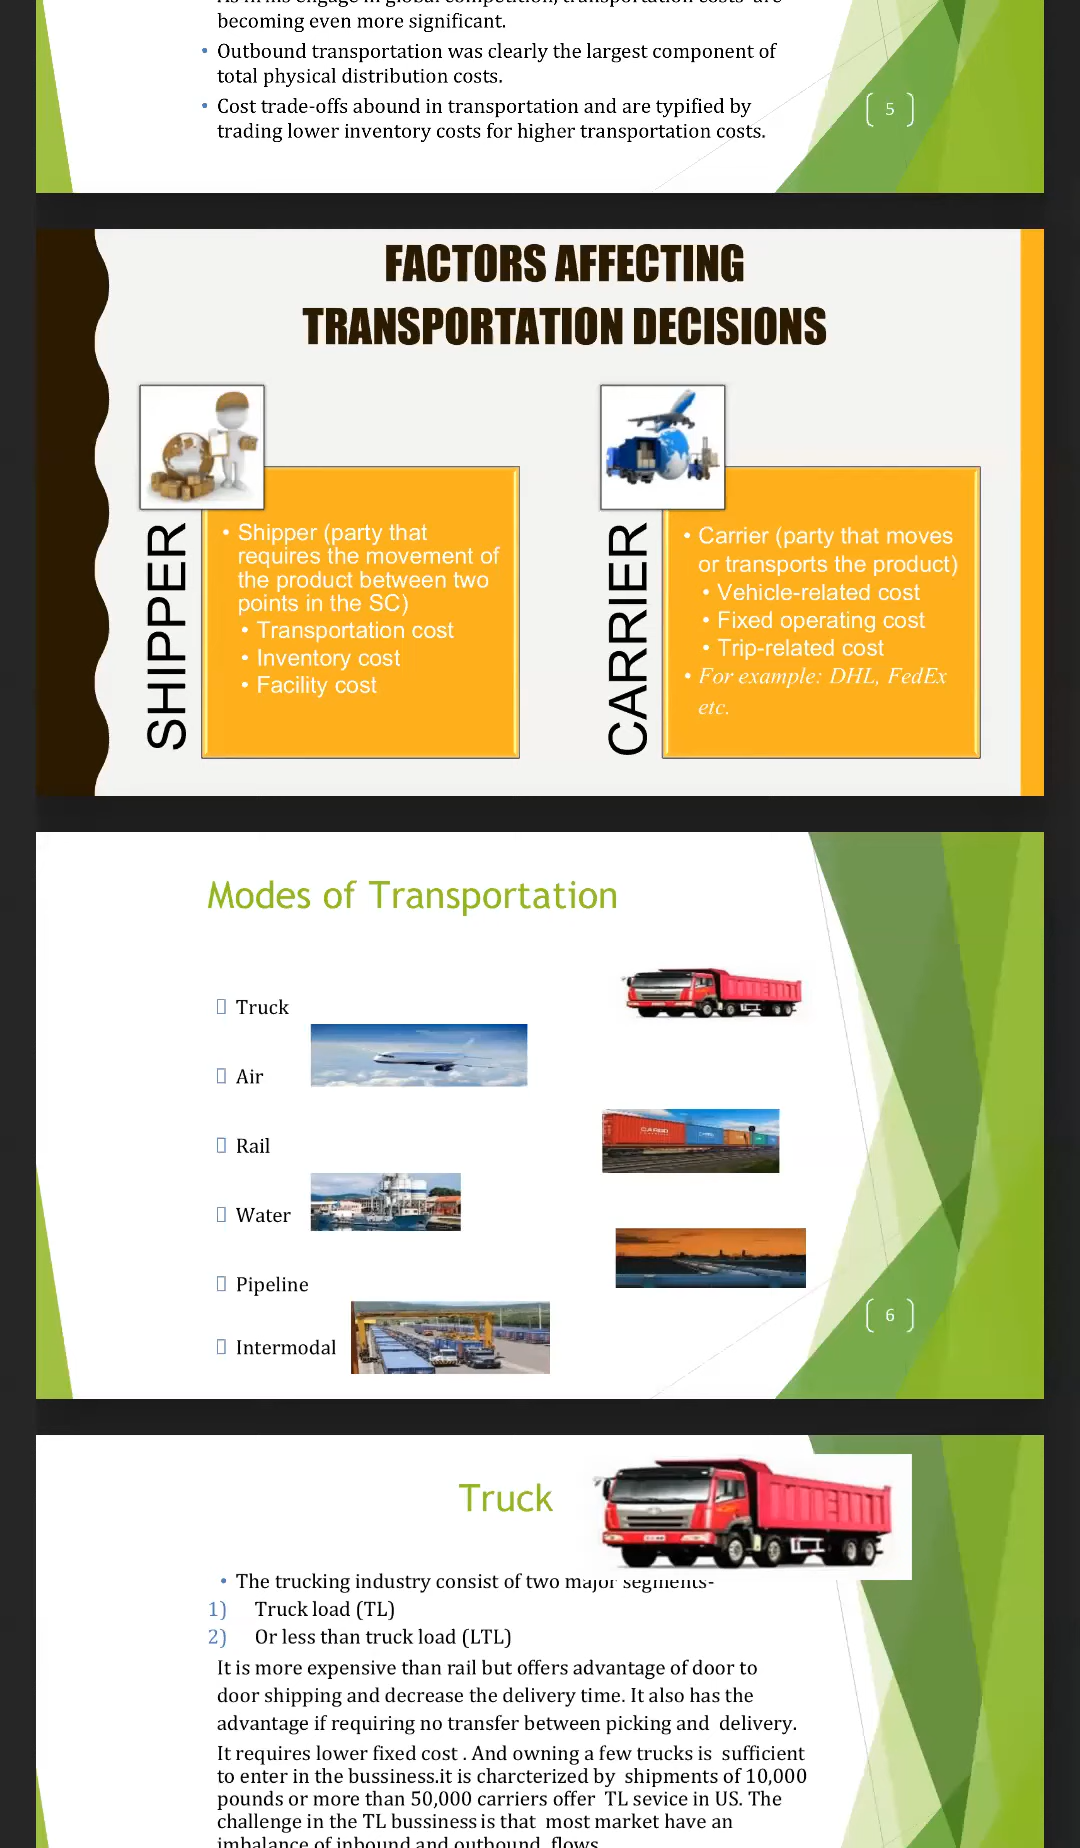 As firms engage in global competition, transportation costs are
becoming even more significant.
• Outbound transportation was clearly the largest component of
total physical distribution costs.
• Cost trade-offs abound in transportation and are typified by
trading lower inventory costs for higher transportation costs.
5
FACTORS AFFECTING
TRANSPORTATION DECISIONS
SHIPPER
• Shipper (party that
requires the movement of
the product between two
points in the SC)
• Transportation cost
• Inventory cost
• Facility cost
CARRIER
• Carrier (party that moves
or transports the product)
• Vehicle-related cost
• Fixed operating cost
• Trip-related cost
• For example: DHL, FedEx
etc.
Modes of Transportation
Truck
Air
Rail
CARGO
Water
Pipeline
Intermodal
6
Truck
• The trucking industry consist of two major segments-
1) Truck load (TL)
2) Or less than truck load (LTL)
It is more expensive than rail but offers advantage of door to
door shipping and decrease the delivery time. It also has the
advantage if requiring no transfer between picking and delivery.
It requires lower fixed cost . And owning a few trucks is sufficient
to enter in the bussiness.it is charcterized by shipments of 10,000
pounds or more than 50,000 carriers offer TL sevice in US. The
challenge in the TL bussiness is that most market have an
imbalance of inbound and outbound flows